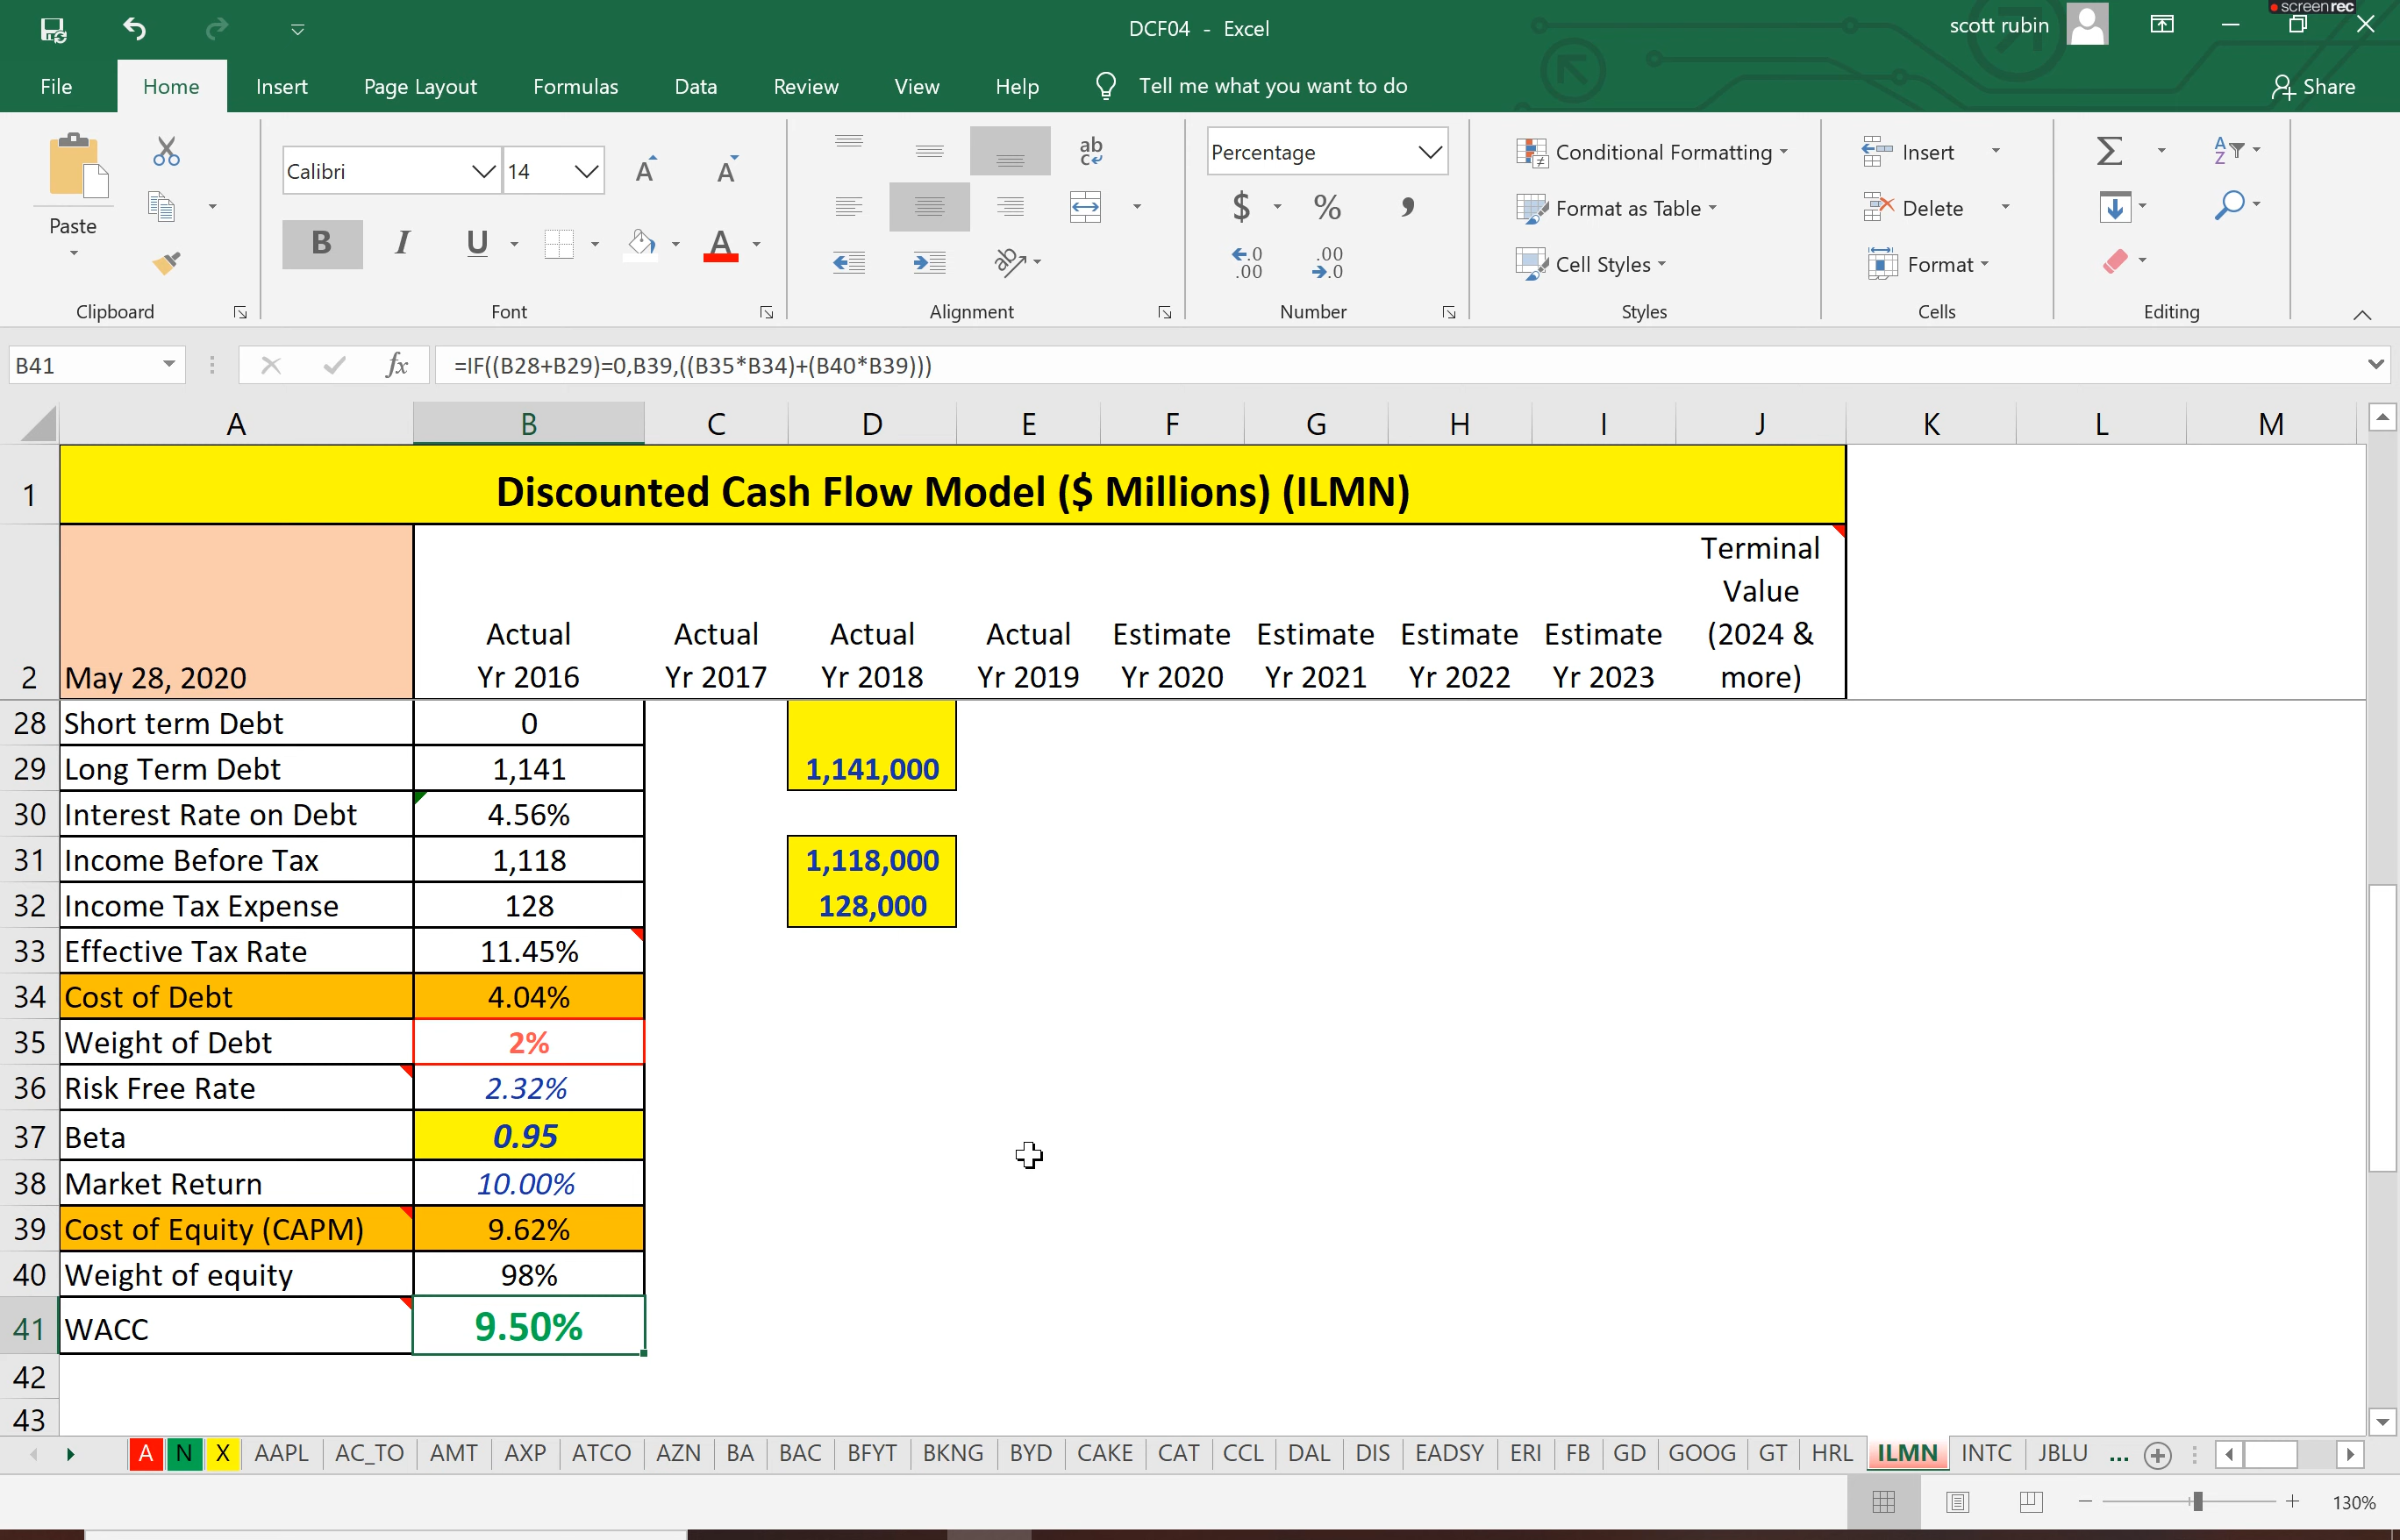 screenrec
DCF04 - Excel
scott rubin
File Home Insert Page Layout Formulas Data Review View Help Tell me what you want to do Share
Paste
Calibri 14
B I U A
ab
c
Percentage
$ % ,
Conditional Formatting
Format as Table
Cell Styles
Insert
Delete
Format
Clipboard Font Alignment Number Styles Cells Editing
B41 fx =IF((B28+B29)=0,B39,((B35*B34)+(B40*B39)))
A B C D E F G H I J K L M
1 Discounted Cash Flow Model ($ Millions) (ILMN)
Terminal
Value
Actual Actual Actual Actual Estimate Estimate Estimate Estimate (2024 &
2 May 28, 2020 Yr 2016 Yr 2017 Yr 2018 Yr 2019 Yr 2020 Yr 2021 Yr 2022 Yr 2023 more)
28 Short term Debt 0
29 Long Term Debt 1,141 1,141,000
30 Interest Rate on Debt 4.56%
31 Income Before Tax 1,118 1,118,000
32 Income Tax Expense 128 128,000
33 Effective Tax Rate 11.45%
34 Cost of Debt 4.04%
35 Weight of Debt 2%
36 Risk Free Rate 2.32%
37 Beta 0.95
38 Market Return 10.00%
39 Cost of Equity (CAPM) 9.62%
40 Weight of equity 98%
41 WACC 9.50%
42
43
A N X AAPL AC_TO AMT AXP ATCO AZN BA BAC BFYT BKNG BYD CAKE CAT CCL DAL DIS EADSY ERI FB GD GOOG GT HRL ILMN INTC JBLU ...
130%